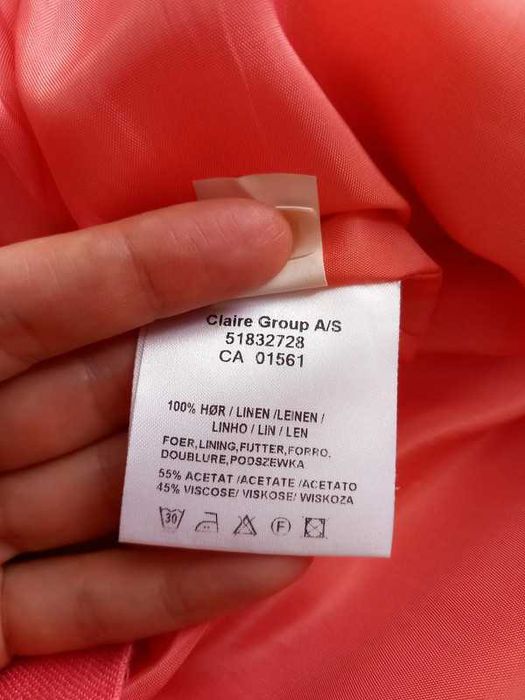 Claire Group A/S
51832728
CA 01561
100% HØR / LINEN /LEINEN /
LINHO / LIN / LEN
FOER,LINING,FUTTER,FORRO,
DOUBLURE,PODSZEWKA
55% ACETAT /ACETATE /ACETATO
45% VISCOSE/ VISKOSE/ WISKOZA
30 F